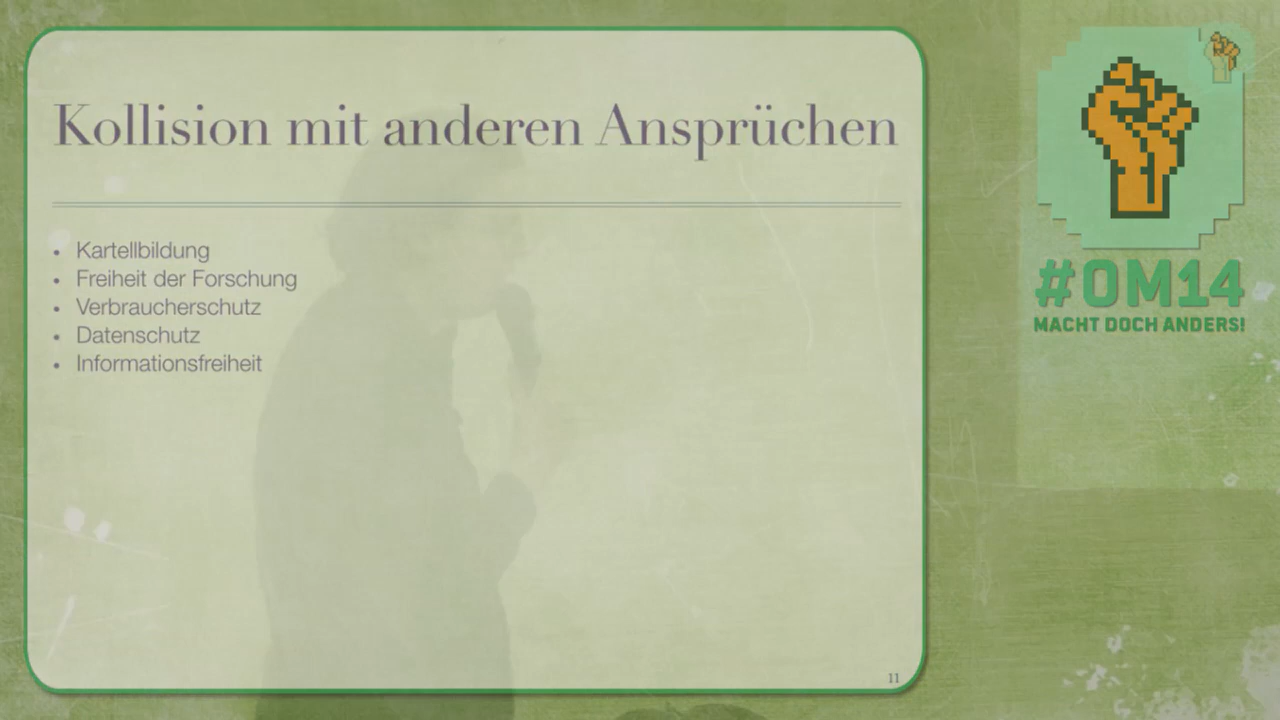 Kollision mit anderen Ansprüchen
Kartellbildung
Freiheit der Forschung
Verbraucherschutz
Datenschutz
Informationsfreiheit
11
#OM14
MACHT DOCH ANDERS!